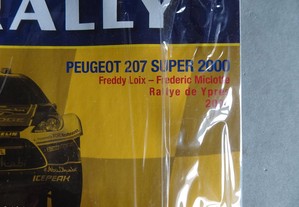 RALLY
PEUGEOT 207 SUPER 2000
Freddy Loix – Frederic Miclotte
Rallye de Ypres
ICEPEAK